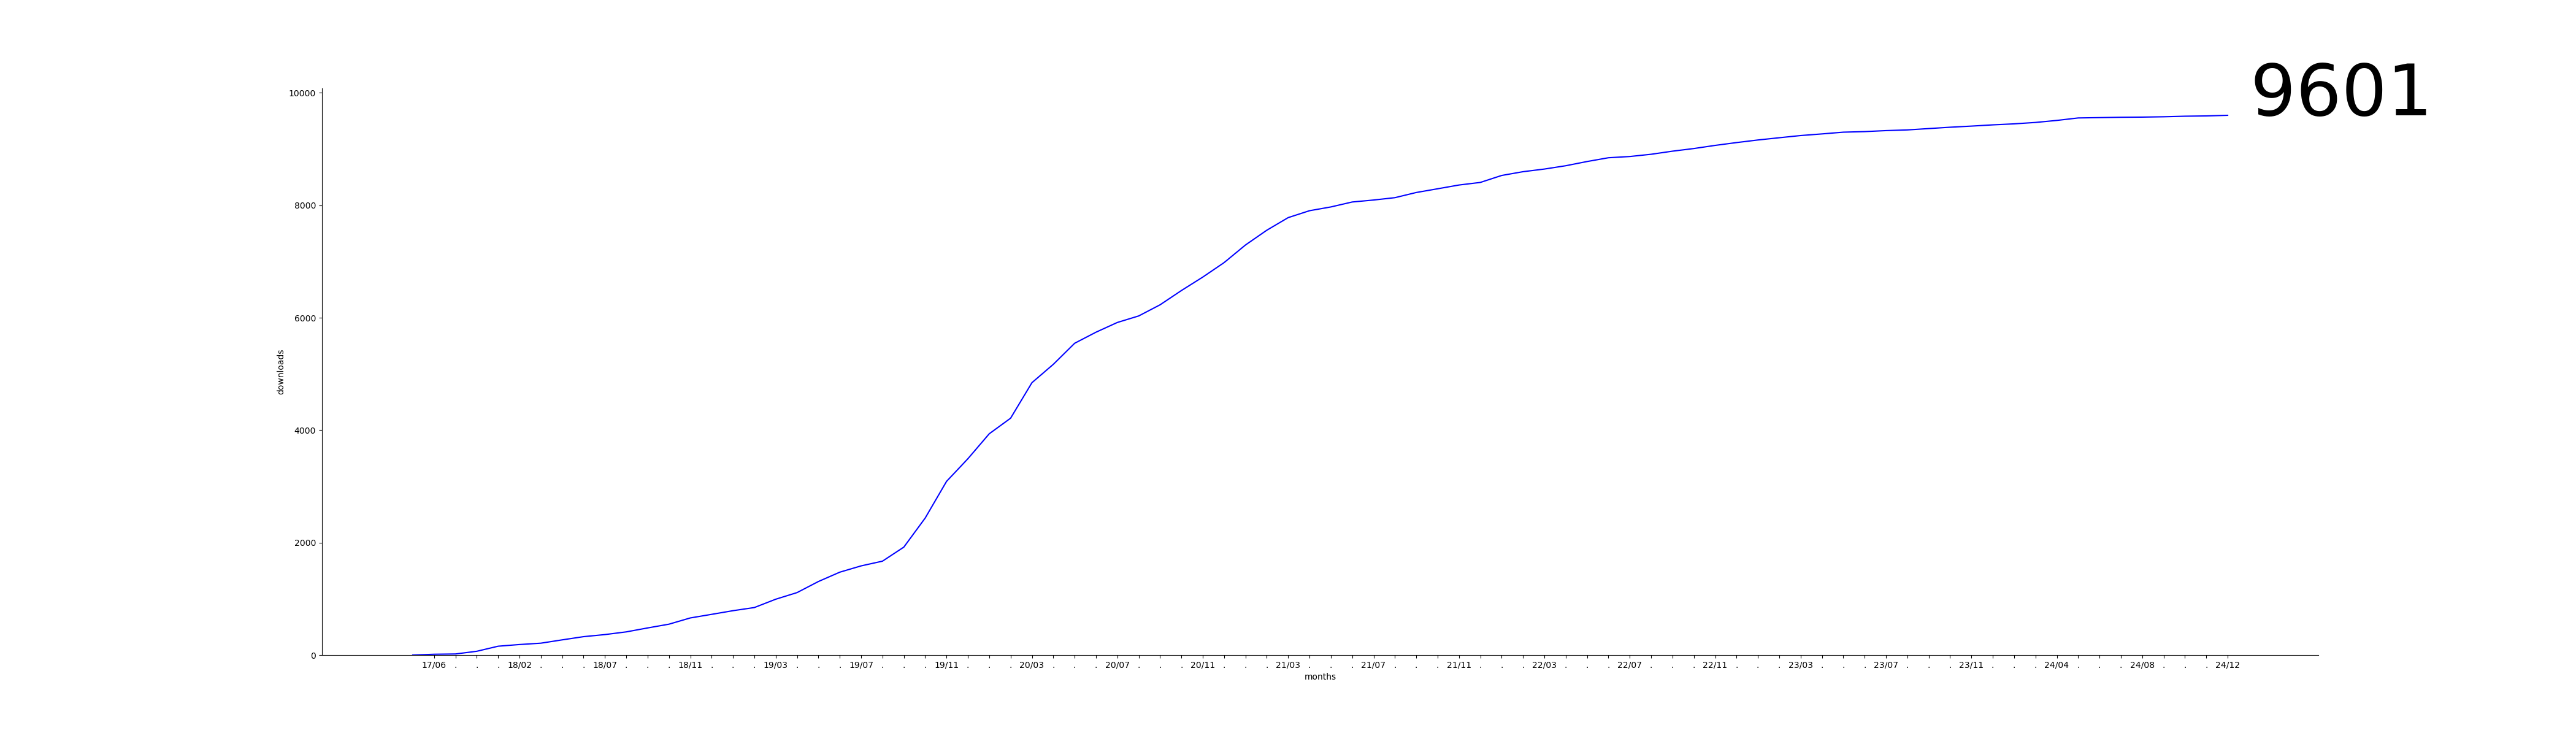 9601
10000
8000
6000
4000
2000
0
downloads
17/06 . . . 18/02 . . . 18/07 . . . 18/11 . . . 19/03 . . . 19/07 . . . 19/11 . . . 20/03 . . . 20/07 . . . 20/11 . . . 21/03 . . . 21/07 . . . 21/11 . . . 22/03 . . . 22/07 . . . 22/11 . . . 23/03 . . . 23/07 . . . 23/11 . . . 24/04 . . . 24/08 . . . 24/12
months